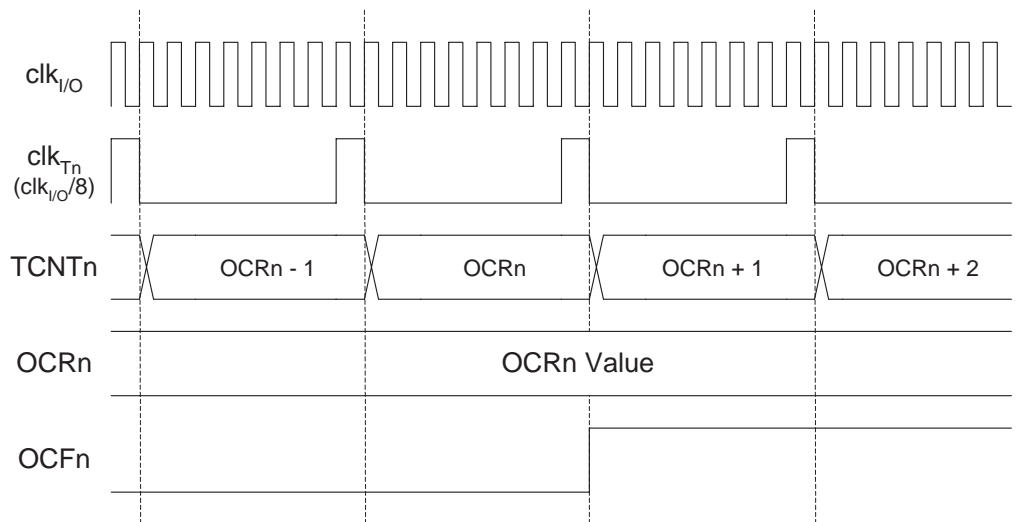 clkI/O
clkTn
(clkI/O/8)
TCNTn OCRn - 1 OCRn OCRn + 1 OCRn + 2
OCRn OCRn Value
OCFn